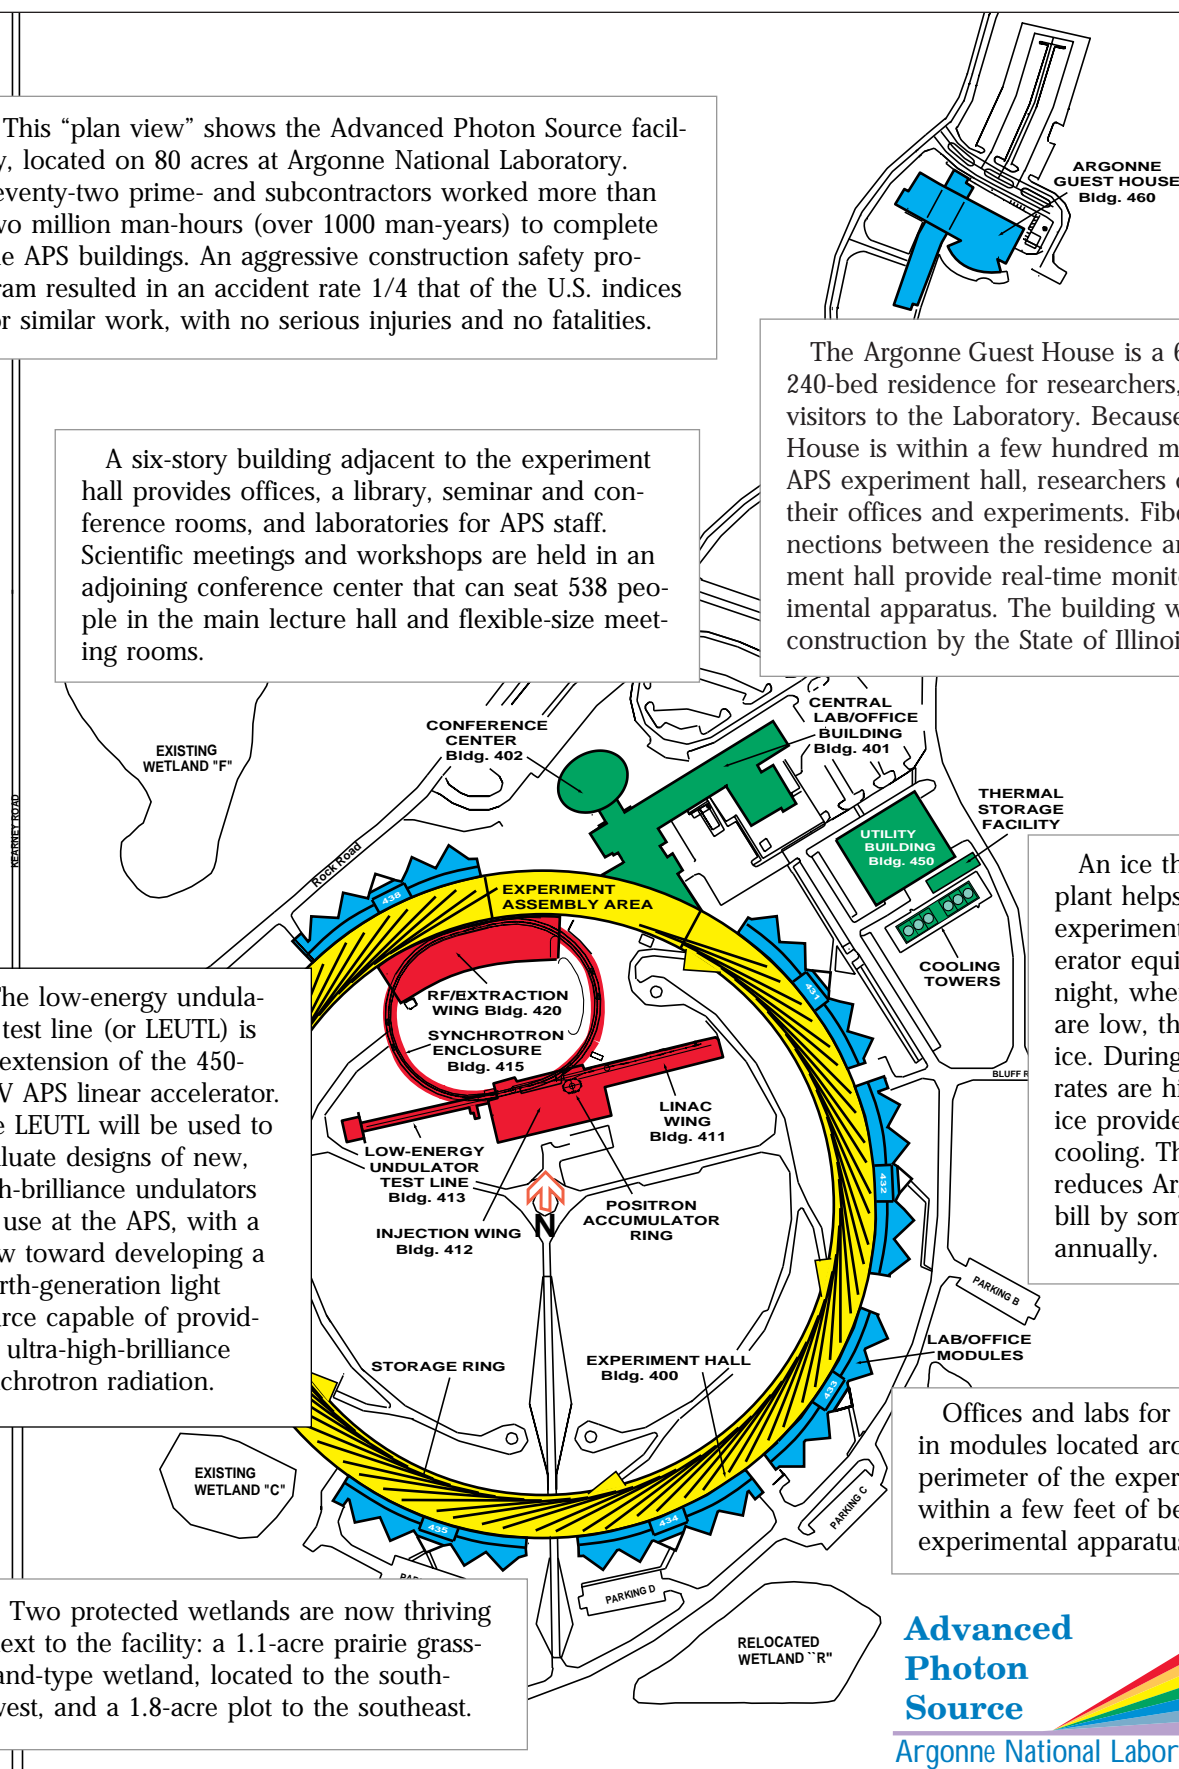 This “plan view” shows the Advanced Photon Source facil-
y, located on 80 acres at Argonne National Laboratory.
eventy-two prime- and subcontractors worked more than
wo million man-hours (over 1000 man-years) to complete
e APS buildings. An aggressive construction safety pro-
ram resulted in an accident rate 1/4 that of the U.S. indices
or similar work, with no serious injuries and no fatalities.
ARGONNE
GUEST HOUSE
Bldg. 460
The Argonne Guest House is a 6
240-bed residence for researchers,
visitors to the Laboratory. Because
House is within a few hundred m
APS experiment hall, researchers c
their offices and experiments. Fibe
nections between the residence an
ment hall provide real-time monito
imental apparatus. The building w
construction by the State of Illinoi
A six-story building adjacent to the experiment
hall provides offices, a library, seminar and con-
ference rooms, and laboratories for APS staff.
Scientific meetings and workshops are held in an
adjoining conference center that can seat 538 peo-
ple in the main lecture hall and flexible-size meet-
ing rooms.
EXISTING
WETLAND "F"
KEARNEY ROAD
CONFERENCE
CENTER
Bldg. 402
CENTRAL
LAB/OFFICE
BUILDING
Bldg. 401
THERMAL
STORAGE
FACILITY
UTILITY
BUILDING
Bldg. 450
COOLING
TOWERS
Rock Road
438
EXPERIMENT
ASSEMBLY AREA
431
BLUFF R
An ice th
plant helps
experiment
erator equi
night, whe
are low, th
ice. During
rates are hi
ice provide
cooling. Th
reduces Arg
bill by som
annually.
RF/EXTRACTION
WING Bldg. 420
SYNCHROTRON
ENCLOSURE
Bldg. 415
LINAC
WING
Bldg. 411
LOW-ENERGY
UNDULATOR
TEST LINE
Bldg. 413
N
POSITRON
ACCUMULATOR
RING
INJECTION WING
Bldg. 412
432
The low-energy undula-
test line (or LEUTL) is
extension of the 450-
V APS linear accelerator.
e LEUTL will be used to
luate designs of new,
h-brilliance undulators
use at the APS, with a
w toward developing a
rth-generation light
urce capable of provid-
ultra-high-brilliance
nchrotron radiation.
PARKING B
LAB/OFFICE
MODULES
STORAGE RING
EXPERIMENT HALL
Bldg. 400
433
Offices and labs for
in modules located aro
perimeter of the exper
within a few feet of be
experimental apparatus
EXISTING
WETLAND "C"
PARKING C
435
434
PAR
PARKING D
Two protected wetlands are now thriving
ext to the facility: a 1.1-acre prairie grass-
and-type wetland, located to the south-
west, and a 1.8-acre plot to the southeast.
RELOCATED
WETLAND ``R"
Advanced
Photon
Source
Argonne National Labor